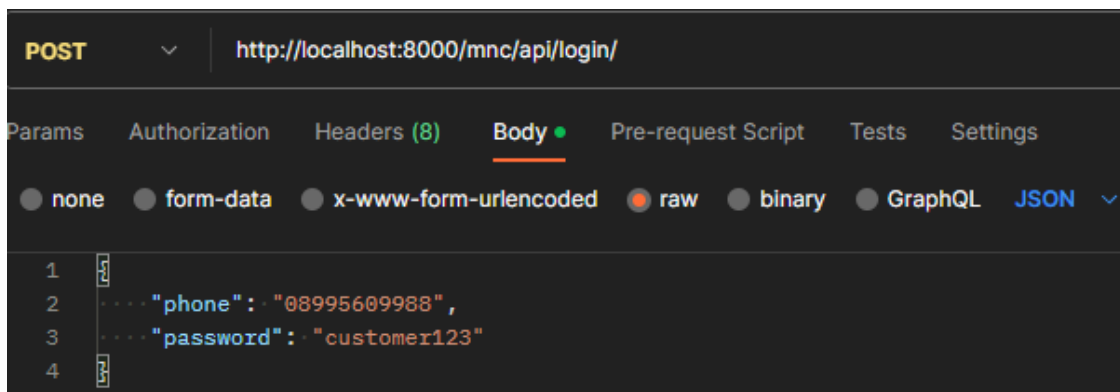 POST http://localhost:8000/mnc/api/login/
Params Authorization Headers (8) Body Pre-request Script Tests Settings
none form-data x-www-form-urlencoded raw binary GraphQL JSON
1 {
2 "phone": "08995609988",
3 "password": "customer123"
4 }